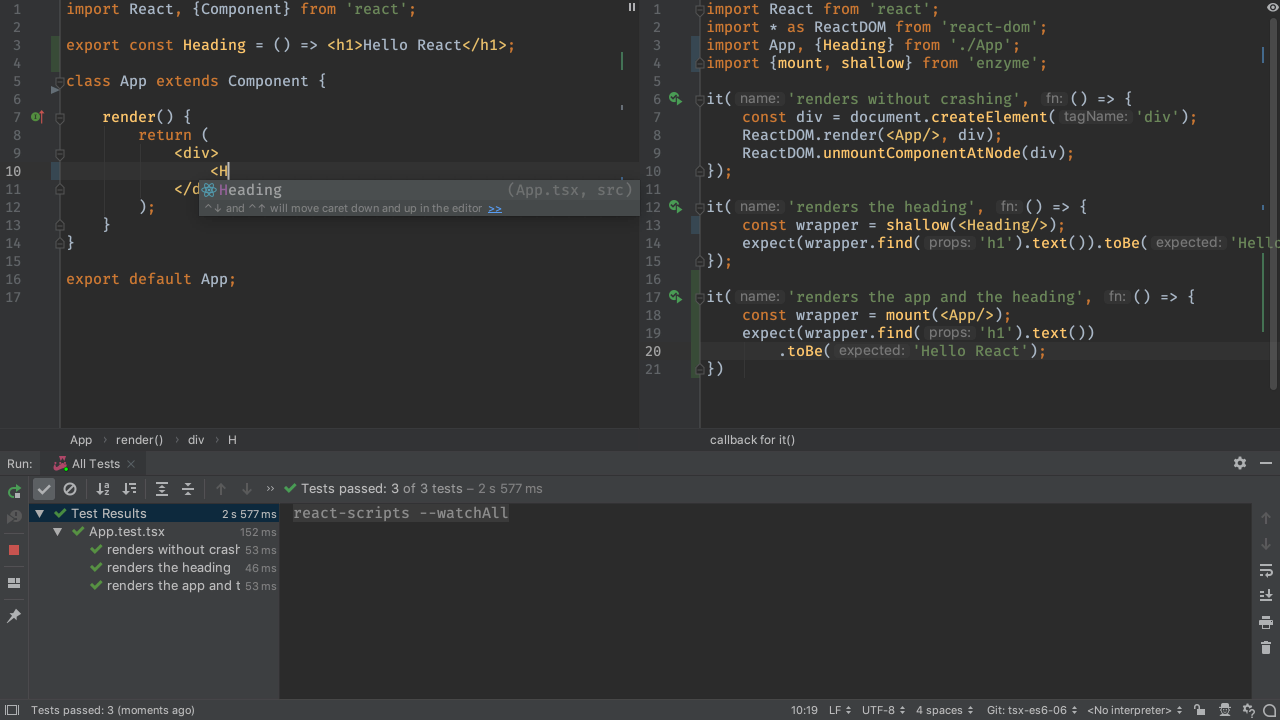 1 import React, {Component} from 'react';
2
3 export const Heading = () => <h1>Hello React</h1>;
4
5 class App extends Component {
6
7 render() {
8 return (
9 <div>
10 <H
11 </d
12 );
13 }
14 }
15
16 export default App;
17
Heading (App.tsx, src)
^↓ and ^↑ will move caret down and up in the editor >>
1 import React from 'react';
2 import * as ReactDOM from 'react-dom';
3 import App, {Heading} from './App';
4 import {mount, shallow} from 'enzyme';
5
6 it( name: 'renders without crashing', fn: () => {
7 const div = document.createElement( tagName: 'div');
8 ReactDOM.render(<App/>, div);
9 ReactDOM.unmountComponentAtNode(div);
10 });
11
12 it( name: 'renders the heading', fn: () => {
13 const wrapper = shallow(<Heading/>);
14 expect(wrapper.find( props: 'h1').text()).toBe( expected: 'Hello
15 });
16
17 it( name: 'renders the app and the heading', fn: () => {
18 const wrapper = mount(<App/>);
19 expect(wrapper.find( props: 'h1').text())
20 .toBe( expected: 'Hello React');
21 })
App › render() › div › H
callback for it()
Run: All Tests
>> Tests passed: 3 of 3 tests – 2 s 577 ms
Test Results 2 s 577 ms
App.test.tsx 152 ms
renders without crash 53 ms
renders the heading 46 ms
renders the app and t 53 ms
react-scripts --watchAll
Tests passed: 3 (moments ago)
10:19 LF UTF-8 4 spaces Git: tsx-es6-06 <No interpreter>